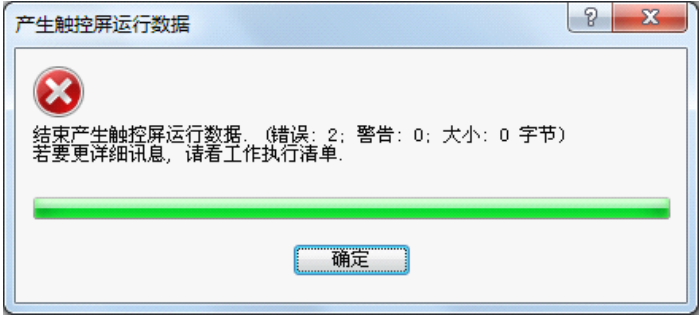 产生触控屏运行数据
结束产生触控屏运行数据. (错误: 2; 警告: 0; 大小: 0 字节)
若要更详细讯息, 请看工作执行清单.
确定